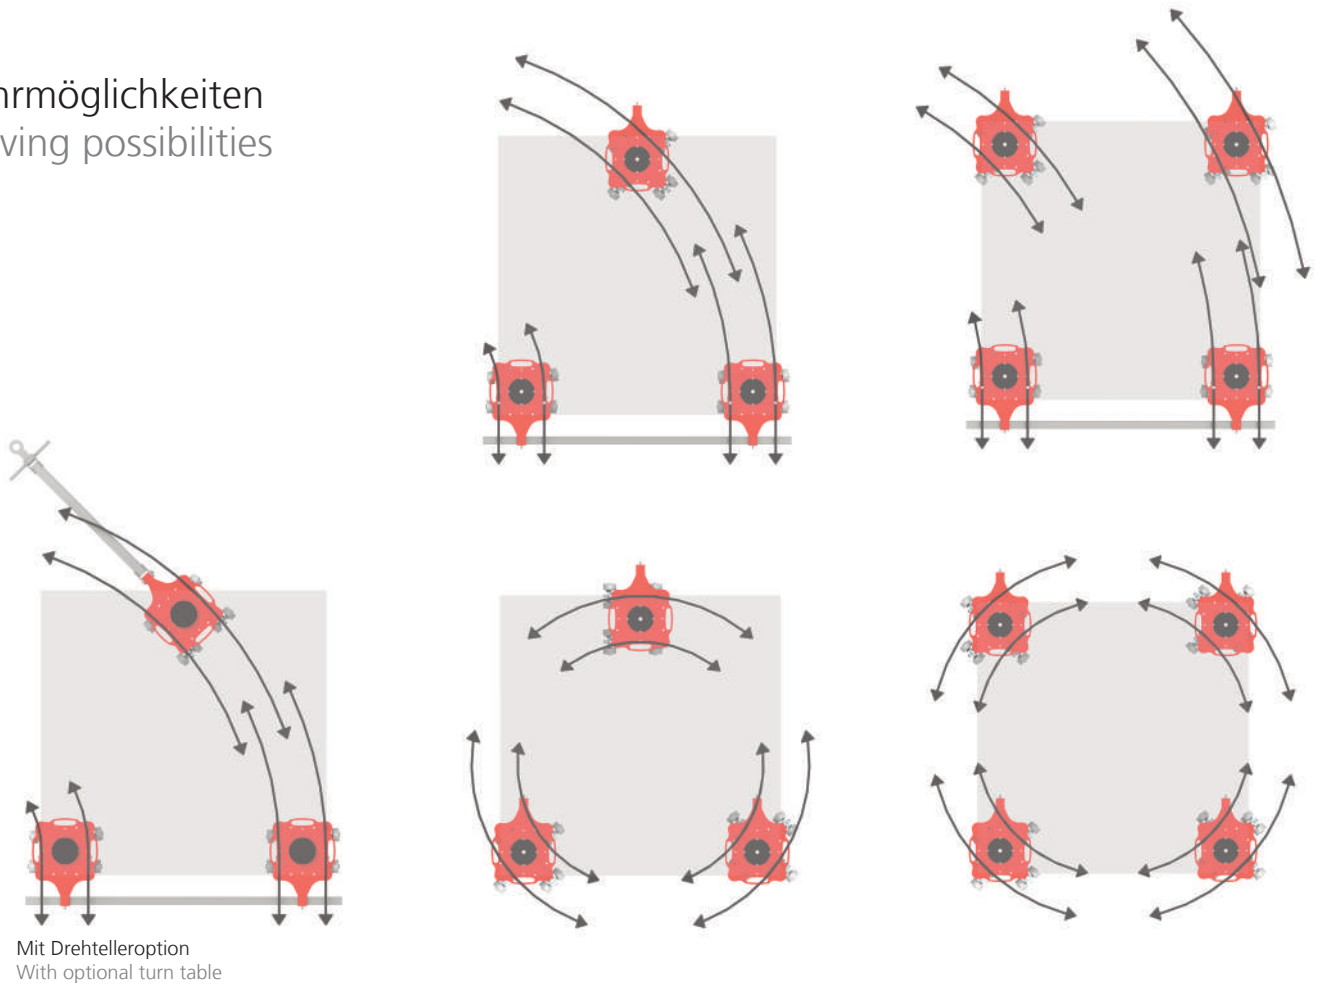 hrmöglichkeiten
ving possibilities
Mit Drehtelleroption
With optional turn table